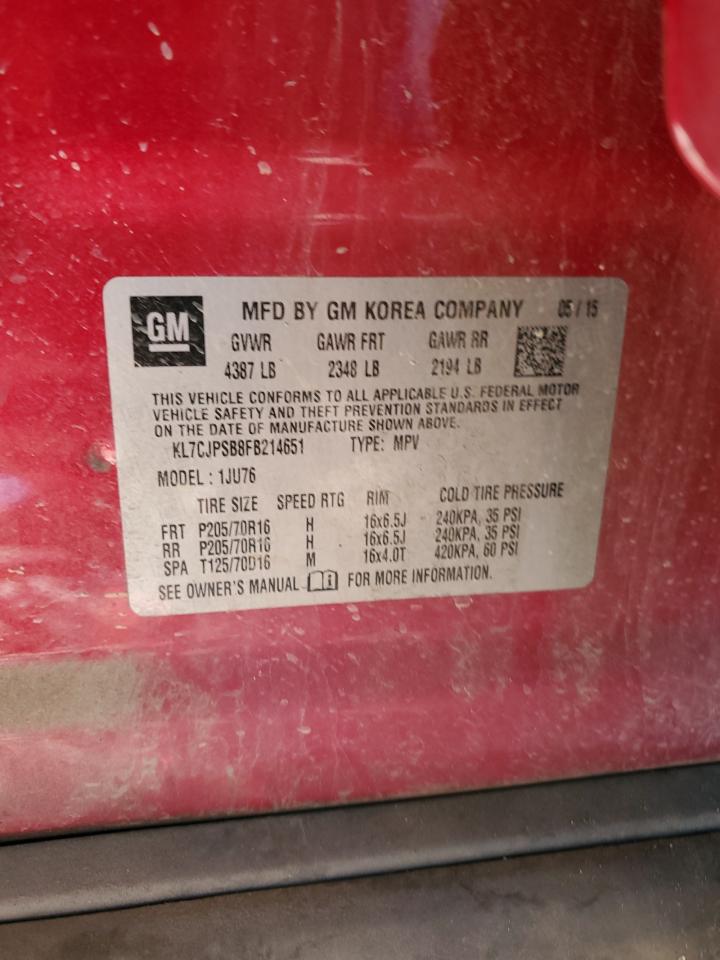 GM MFD BY GM KOREA COMPANY 05 / 15
GVWR GAWR FRT GAWR RR
4387 LB 2348 LB 2194 LB
THIS VEHICLE CONFORMS TO ALL APPLICABLE U.S. FEDERAL MOTOR
VEHICLE SAFETY AND THEFT PREVENTION STANDARDS IN EFFECT
ON THE DATE OF MANUFACTURE SHOWN ABOVE.
KL7CJPSB8FB214651 TYPE: MPV
MODEL : 1JU76
TIRE SIZE SPEED RTG RIM COLD TIRE PRESSURE
FRT P205/70R16 H 16x6.5J 240KPA, 35 PSI
RR P205/70R16 H 16x6.5J 240KPA, 35 PSI
SPA T125/70D16 M 16x4.0T 420KPA, 60 PSI
SEE OWNER'S MANUAL FOR MORE INFORMATION.